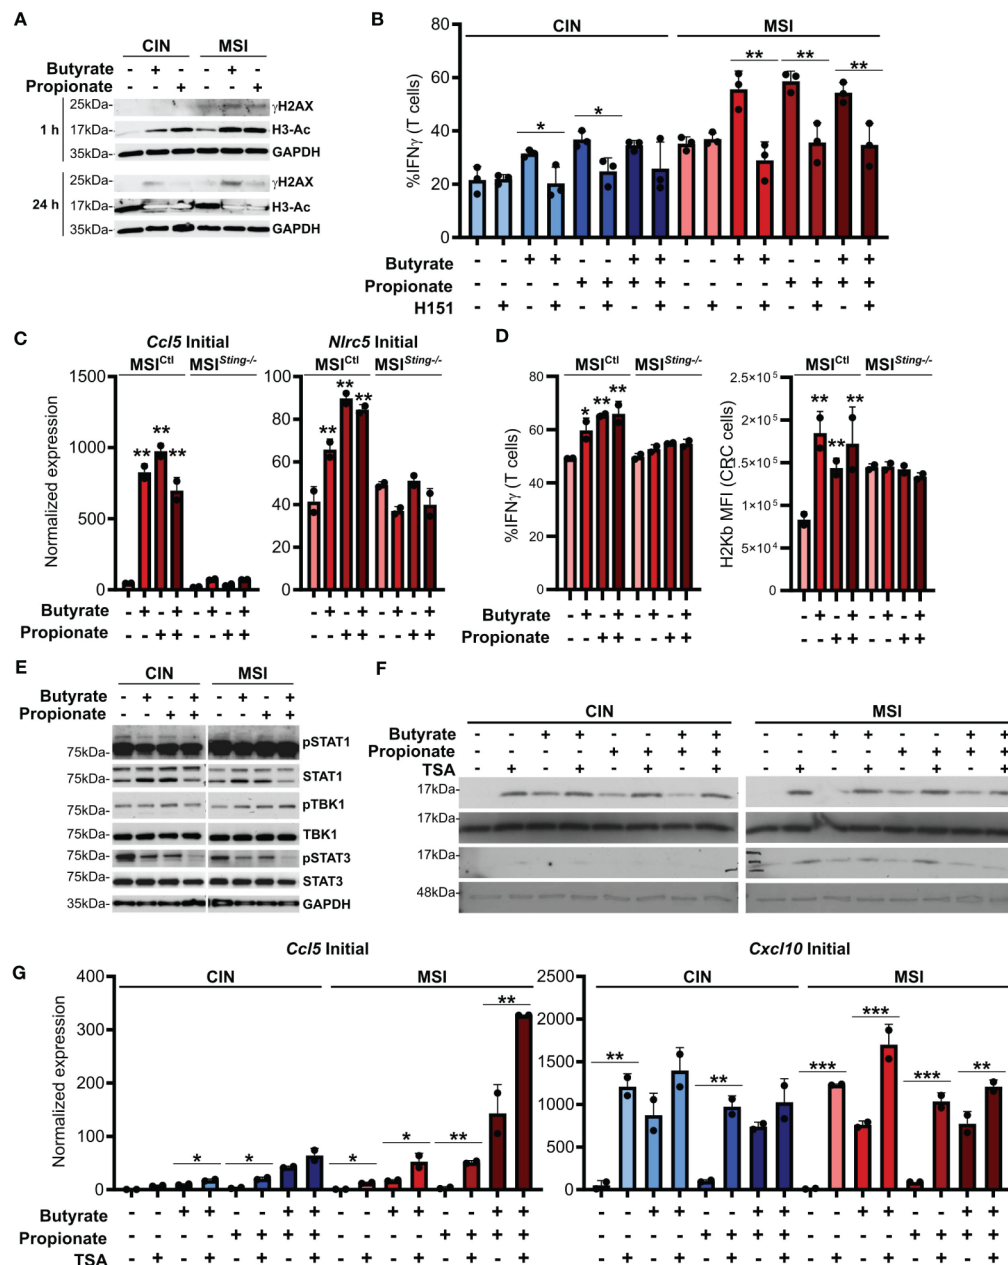 A
CIN MSI
Butyrate - + - - + -
Propionate - - + - - +
1 h
25kDa- γH2AX
17kDa- H3-Ac
35kDa- GAPDH
24 h
25kDa- γH2AX
17kDa- H3-Ac
35kDa- GAPDH
B
CIN MSI
%IFNγ (T cells)
80
60
40
20
0
* * ** ** **
Butyrate - - + + - - + + - - + + - - + +
Propionate - - - - + + + + - - - - + + + +
H151 - + - + - + - + - + - + - + - +
C
Ccl5 Initial
MSICtl MSISting-/-
Normalized expression
1500
1000
500
0
** ** **
Butyrate - + - + - + - +
Propionate - - + + - - + +
Nlrc5 Initial
MSICtl MSISting-/-
100
80
60
40
20
0
** ** **
- + - + - + - +
- - + + - - + +
D
MSICtl MSISting-/-
%IFNγ (T cells)
80
60
40
20
0
* ** **
Butyrate - + - + - + - +
Propionate - - + + - - + +
MSICtl MSISting-/-
H2Kb MFI (CRC cells)
2.5×10⁵
2×10⁵
1.5×10⁵
1×10⁵
5×10⁴
0
** ** **
- + - + - + - +
- - + + - - + +
E
CIN MSI
Butyrate - + - + - + - +
Propionate - - + + - - + +
75kDa- pSTAT1
75kDa- STAT1
75kDa- pTBK1
75kDa- TBK1
75kDa- pSTAT3
75kDa- STAT3
35kDa- GAPDH
F
CIN MSI
Butyrate - - + + - - + + - - + + - - + +
Propionate - - - - + + + + - - - - + + + +
TSA - + - + - + - + - + - + - + - +
17kDa-
17kDa-
17kDa-
48kDa-
G
Ccl5 Initial
CIN MSI
Normalized expression
400
300
200
100
0
* * * * ** **
Butyrate - - + + - - + + - - + + - - + +
Propionate - - - - + + + + - - - - + + + +
TSA - + - + - + - + - + - + - + - +
Cxcl10 Initial
CIN MSI
2500
2000
1500
1000
500
0
** ** *** *** *** **
- - + + - - + + - - + + - - + +
- - - - + + + + - - - - + + + +
- + - + - + - + - + - + - + - +